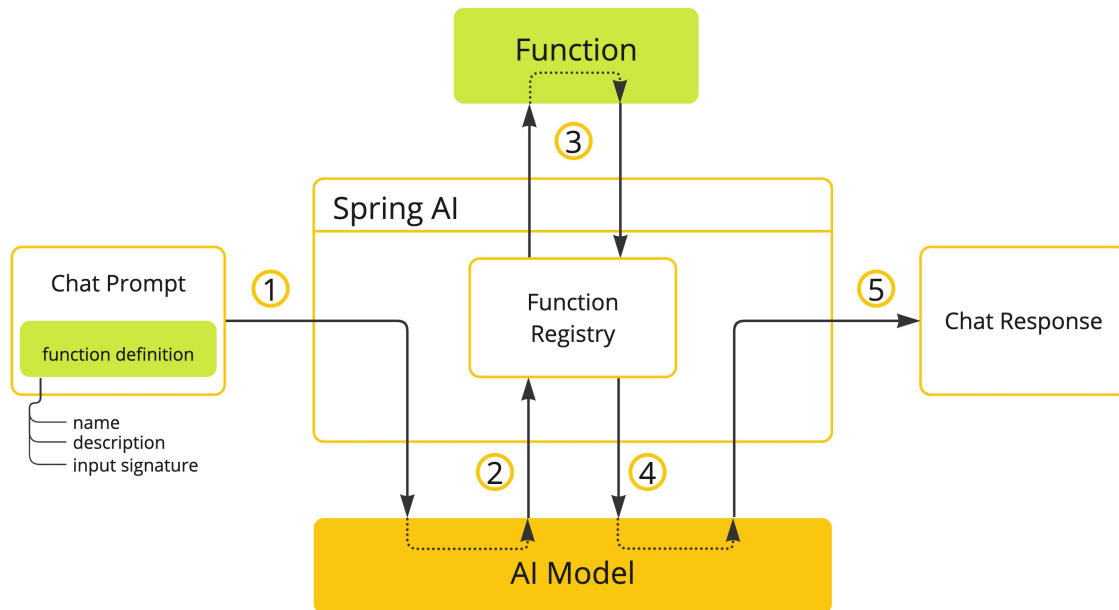 Function
3
Spring AI
Chat Prompt
1
Function
Registry
5
Chat Response
function definition
name
description
input signature
2
4
AI Model